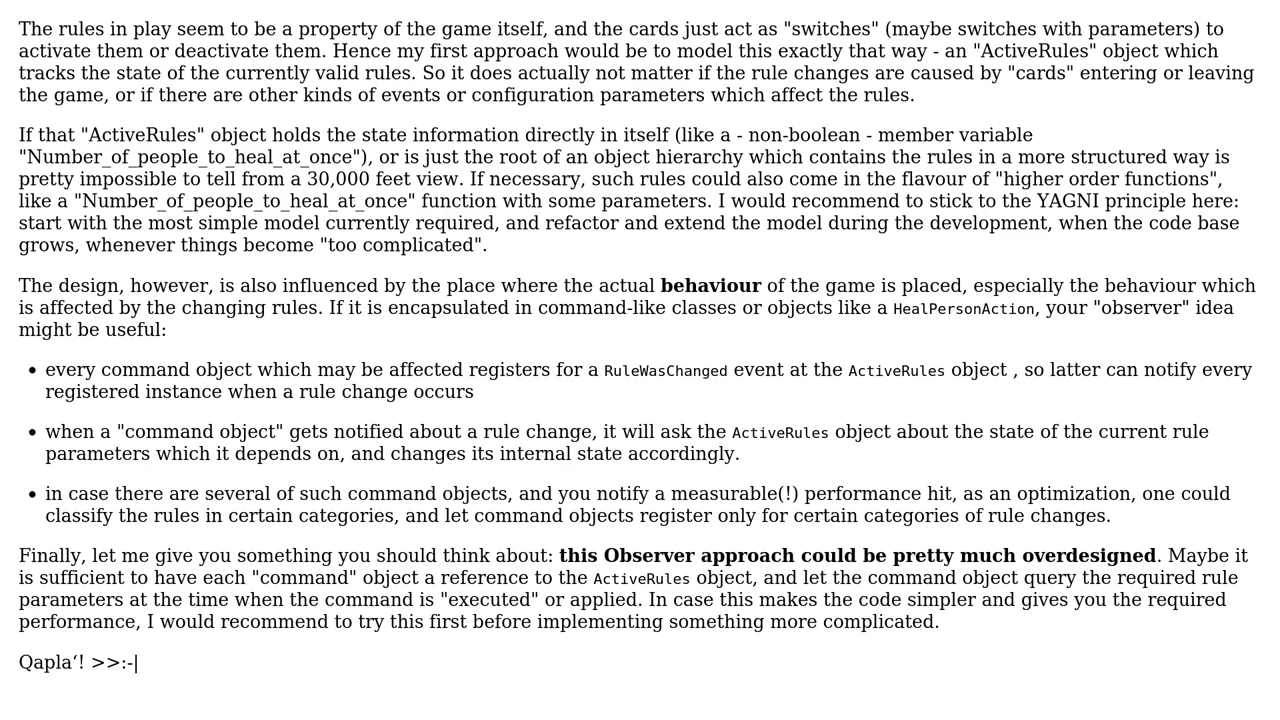 The rules in play seem to be a property of the game itself, and the cards just act as "switches" (maybe switches with parameters) to
activate them or deactivate them. Hence my first approach would be to model this exactly that way - an "ActiveRules" object which
tracks the state of the currently valid rules. So it does actually not matter if the rule changes are caused by "cards" entering or leaving
the game, or if there are other kinds of events or configuration parameters which affect the rules.
If that "ActiveRules" object holds the state information directly in itself (like a - non-boolean - member variable
"Number_of_people_to_heal_at_once"), or is just the root of an object hierarchy which contains the rules in a more structured way is
pretty impossible to tell from a 30,000 feet view. If necessary, such rules could also come in the flavour of "higher order functions",
like a "Number_of_people_to_heal_at_once" function with some parameters. I would recommend to stick to the YAGNI principle here:
start with the most simple model currently required, and refactor and extend the model during the development, when the code base
grows, whenever things become "too complicated".
The design, however, is also influenced by the place where the actual behaviour of the game is placed, especially the behaviour which
is affected by the changing rules. If it is encapsulated in command-like classes or objects like a HealPersonAction, your "observer" idea
might be useful:
• every command object which may be affected registers for a RuleWasChanged event at the ActiveRules object , so latter can notify every
registered instance when a rule change occurs
• when a "command object" gets notified about a rule change, it will ask the ActiveRules object about the state of the current rule
parameters which it depends on, and changes its internal state accordingly.
• in case there are several of such command objects, and you notify a measurable(!) performance hit, as an optimization, one could
classify the rules in certain categories, and let command objects register only for certain categories of rule changes.
Finally, let me give you something you should think about: this Observer approach could be pretty much overdesigned. Maybe it
is sufficient to have each "command" object a reference to the ActiveRules object, and let the command object query the required rule
parameters at the time when the command is "executed" or applied. In case this makes the code simpler and gives you the required
performance, I would recommend to try this first before implementing something more complicated.
Qapla‘! >>:-|